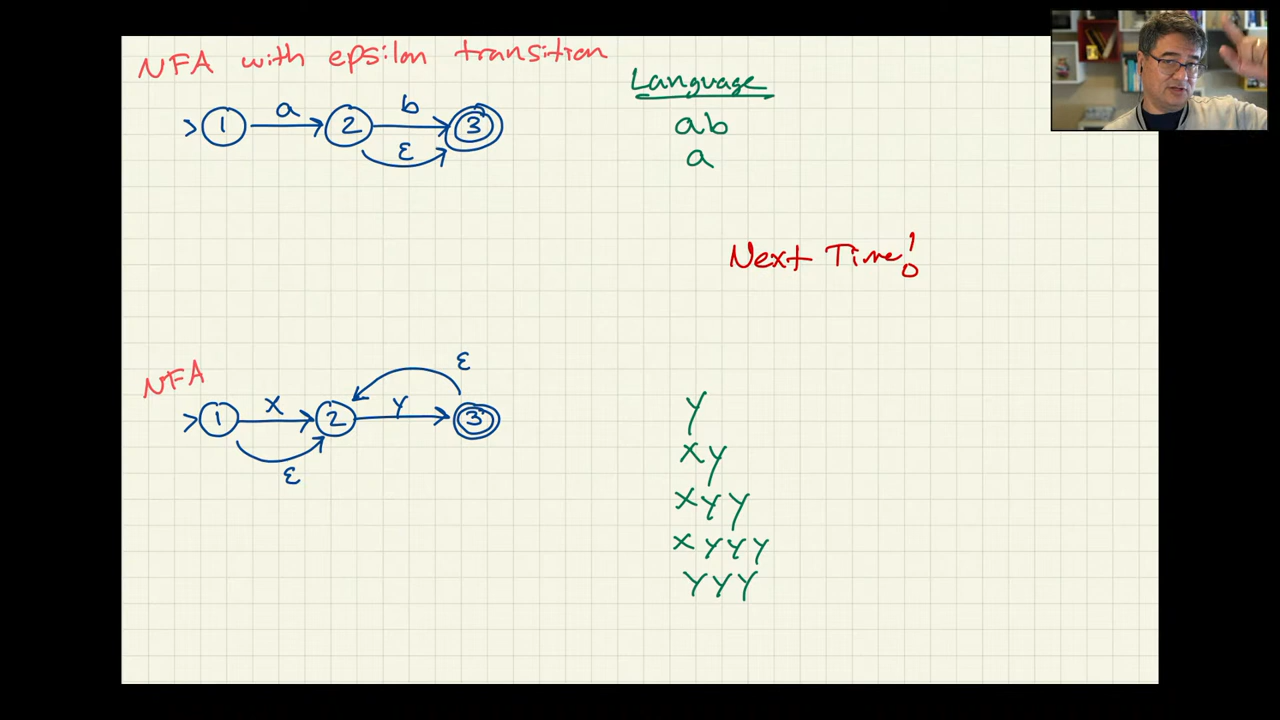 NFA with epsilon transition
Language
> 1 a 2 b 3
ε
ab
a
Next Time!
NFA
ε
> 1 X 2 Y 3
ε
y
xy
xyy
xyyy
yyy